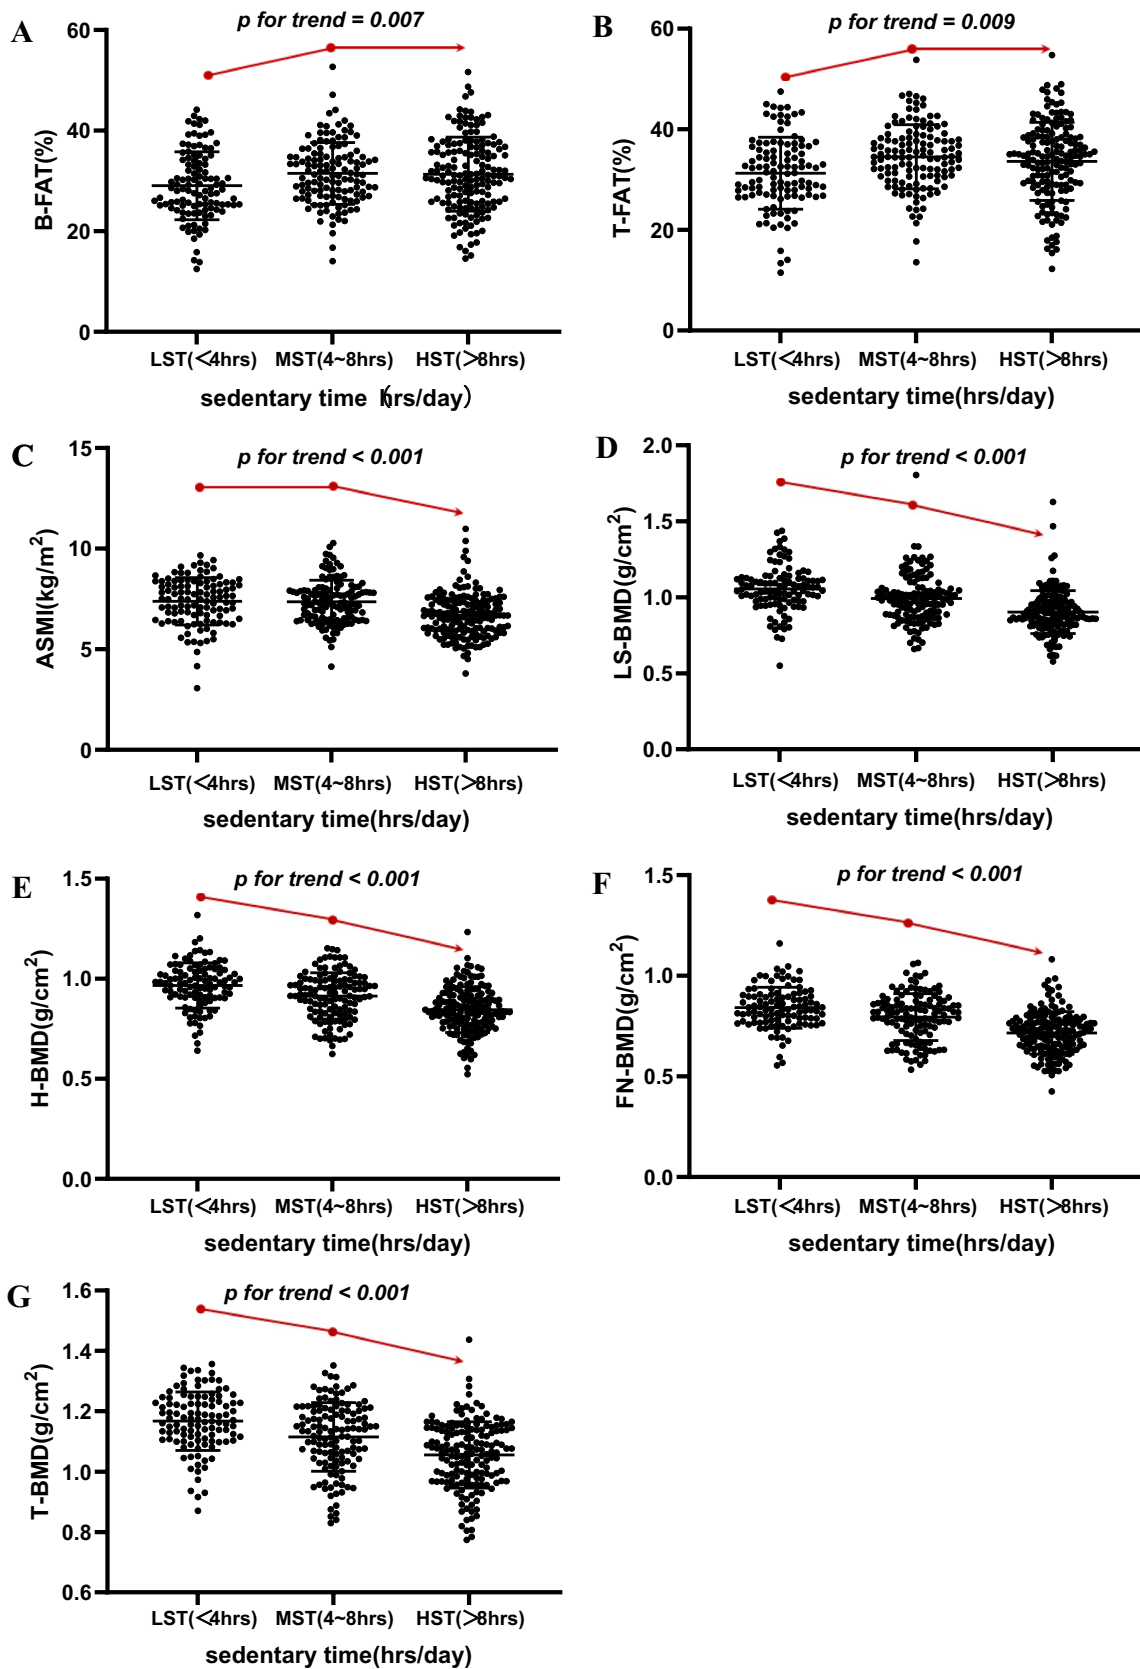 A
p for trend = 0.007
B-FAT(%)
60
40
20
0
LST(<4hrs) MST(4~8hrs) HST(>8hrs)
sedentary time (hrs/day)
B
p for trend = 0.009
T-FAT(%)
60
40
20
0
LST(<4hrs) MST(4~8hrs) HST(>8hrs)
sedentary time(hrs/day)
C
p for trend < 0.001
ASMI(kg/m²)
15
10
5
0
LST(<4hrs) MST(4~8hrs) HST(>8hrs)
sedentary time(hrs/day)
D
p for trend < 0.001
LS-BMD(g/cm²)
2.0
1.5
1.0
0.5
0.0
LST(<4hrs) MST(4~8hrs) HST(>8hrs)
sedentary time(hrs/day)
E
p for trend < 0.001
H-BMD(g/cm²)
1.5
1.0
0.5
0.0
LST(<4hrs) MST(4~8hrs) HST(>8hrs)
sedentary time(hrs/day)
F
p for trend < 0.001
FN-BMD(g/cm²)
1.5
1.0
0.5
0.0
LST(<4hrs) MST(4~8hrs) HST(>8hrs)
sedentary time(hrs/day)
G
p for trend < 0.001
T-BMD(g/cm²)
1.6
1.4
1.2
1.0
0.8
0.6
LST(<4hrs) MST(4~8hrs) HST(>8hrs)
sedentary time(hrs/day)